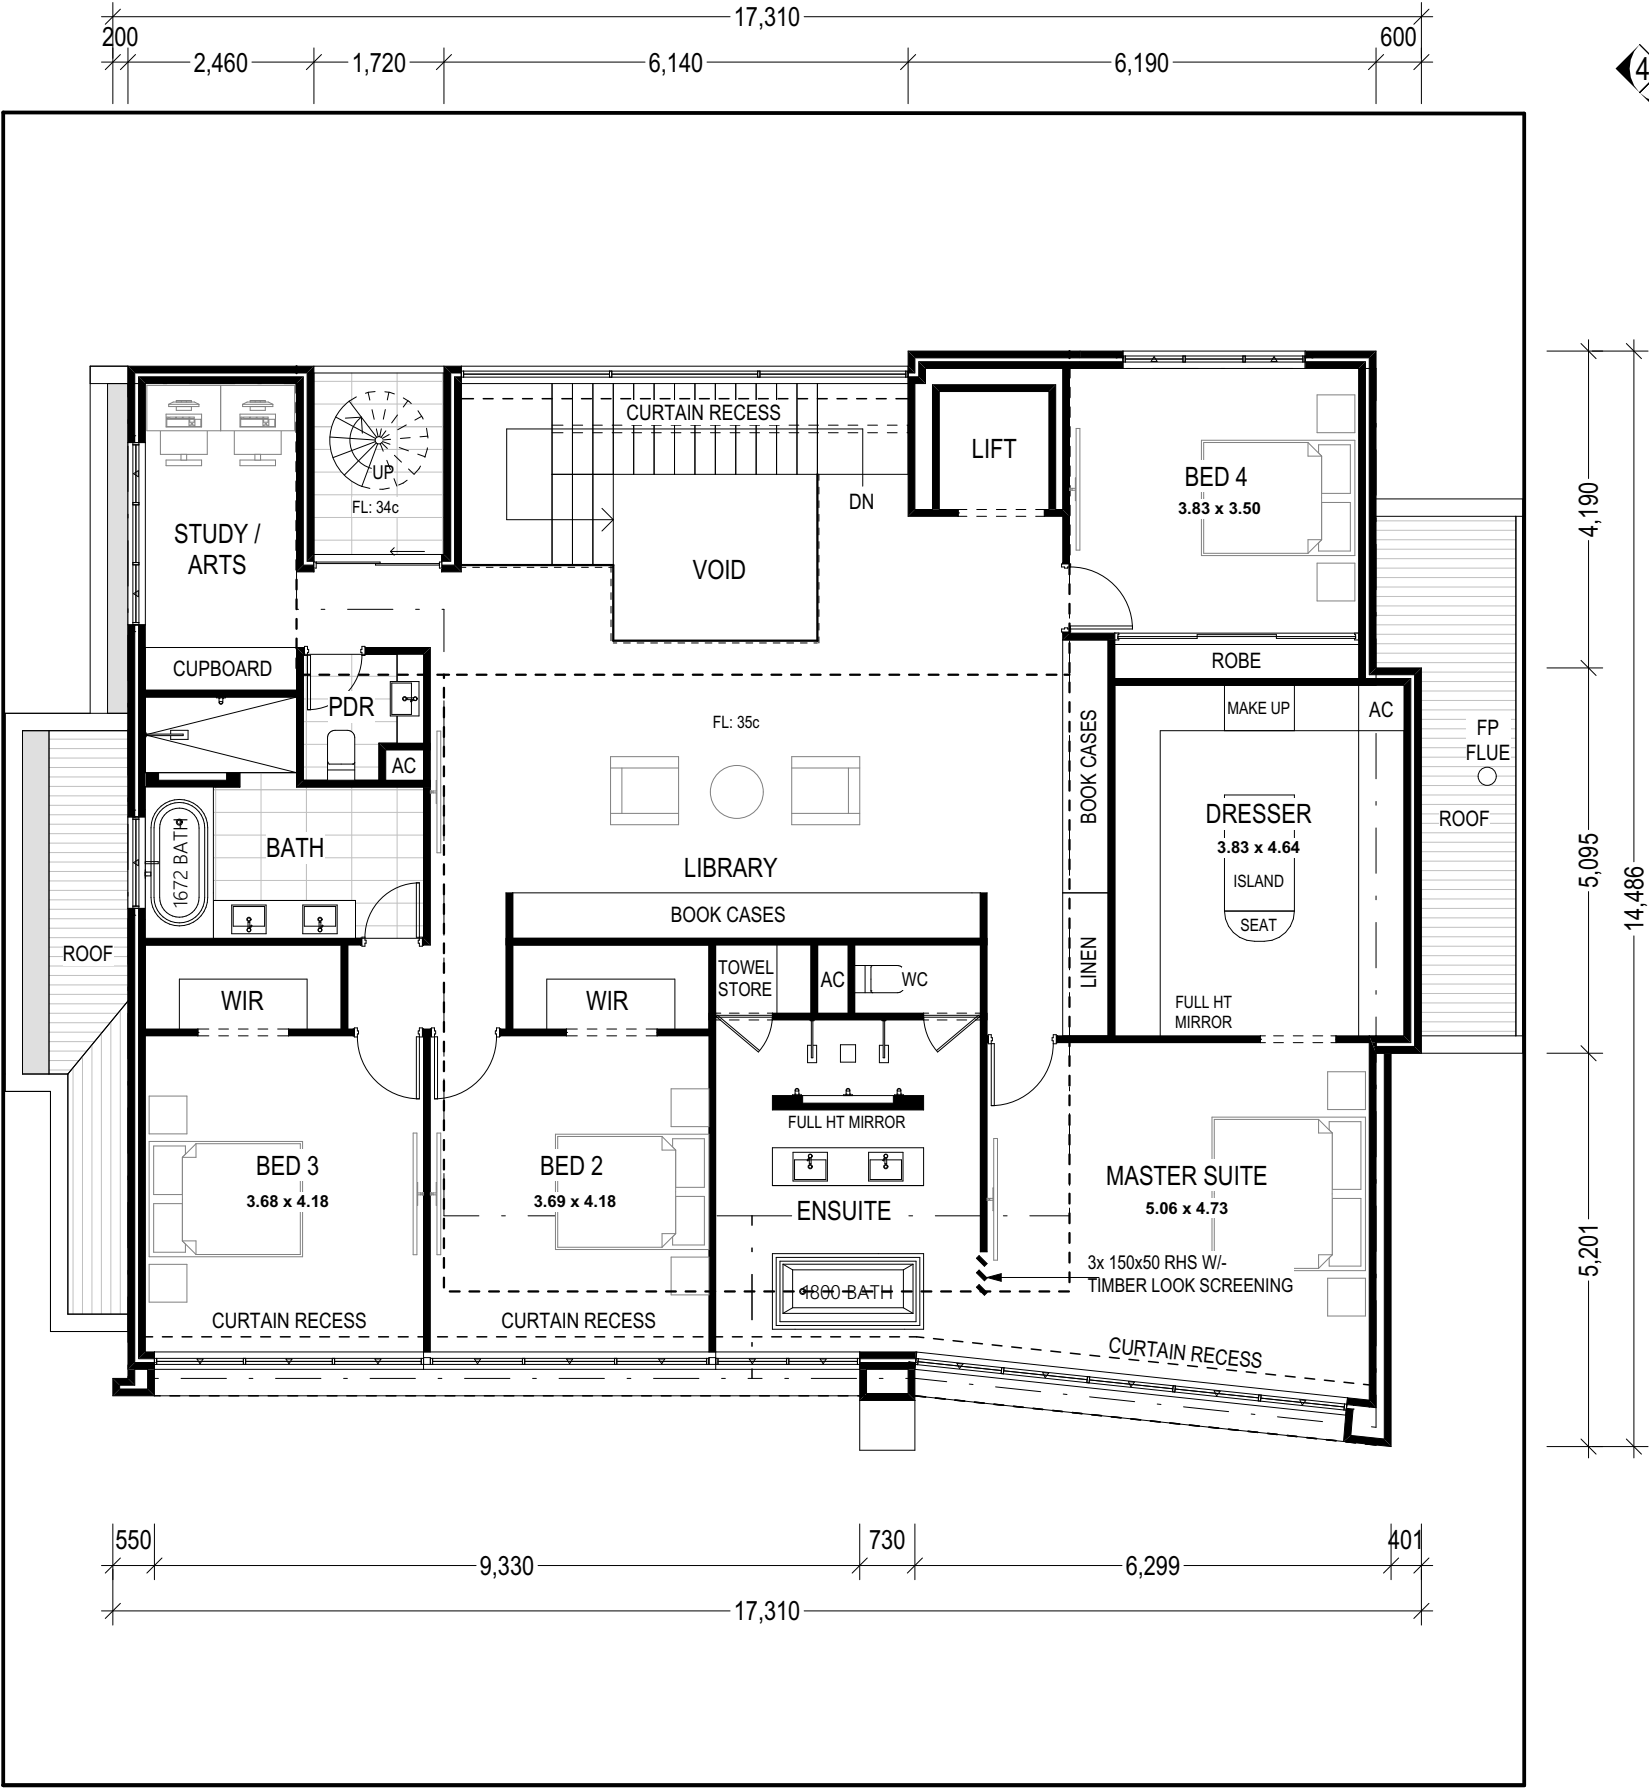 17,310
200
600
2,460
1,720
6,140
6,190
4
CURTAIN RECESS
LIFT
UP
FL: 34c
DN
BED 4
3.83 x 3.50
STUDY /
ARTS
VOID
4,190
CUPBOARD
ROBE
PDR
FL: 35c
MAKE UP
AC
AC
FP
FLUE
BOOK CASES
DRESSER
3.83 x 4.64
ROOF
1672 BATH
BATH
LIBRARY
ISLAND
SEAT
BOOK CASES
5,095
14,486
ROOF
WIR
WIR
TOWEL
STORE
AC
WC
LINEN
FULL HT
MIRROR
FULL HT MIRROR
BED 3
3.68 x 4.18
BED 2
3.69 x 4.18
ENSUITE
MASTER SUITE
5.06 x 4.73
3x 150x50 RHS W/-
TIMBER LOOK SCREENING
1800 BATH
5,201
CURTAIN RECESS
CURTAIN RECESS
CURTAIN RECESS
550
730
401
9,330
6,299
17,310